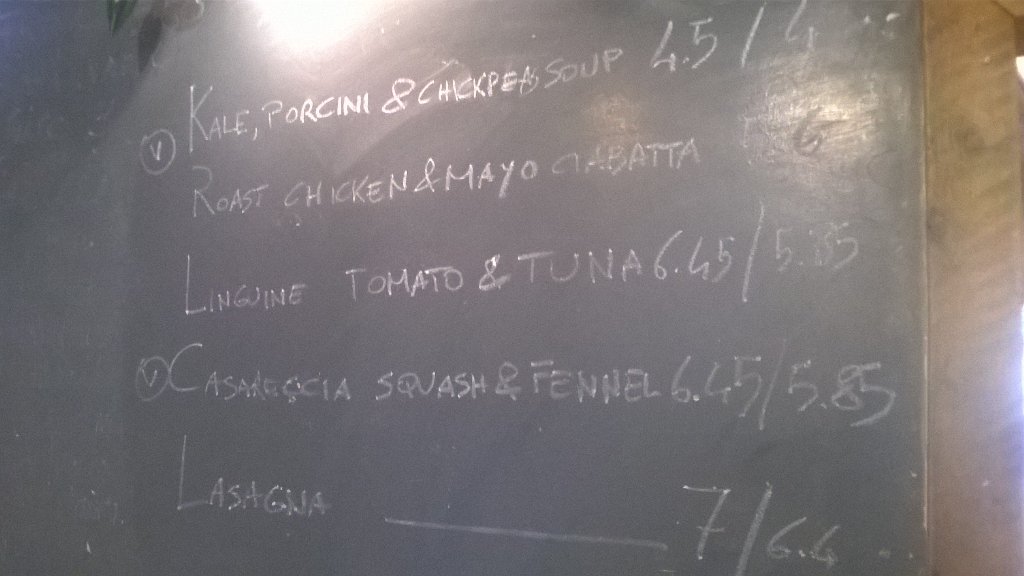 KALE, PORCINI & CHICKPEAS SOUP 4.5 / 4
Ⓥ
ROAST CHICKEN & MAYO CIABATTA
LINGUINE TOMATO & TUNA 6.45 / 5.85
Ⓥ CASARECCIA SQUASH & FENNEL 6.45 / 5.85
LASAGNA 7 / 6.4